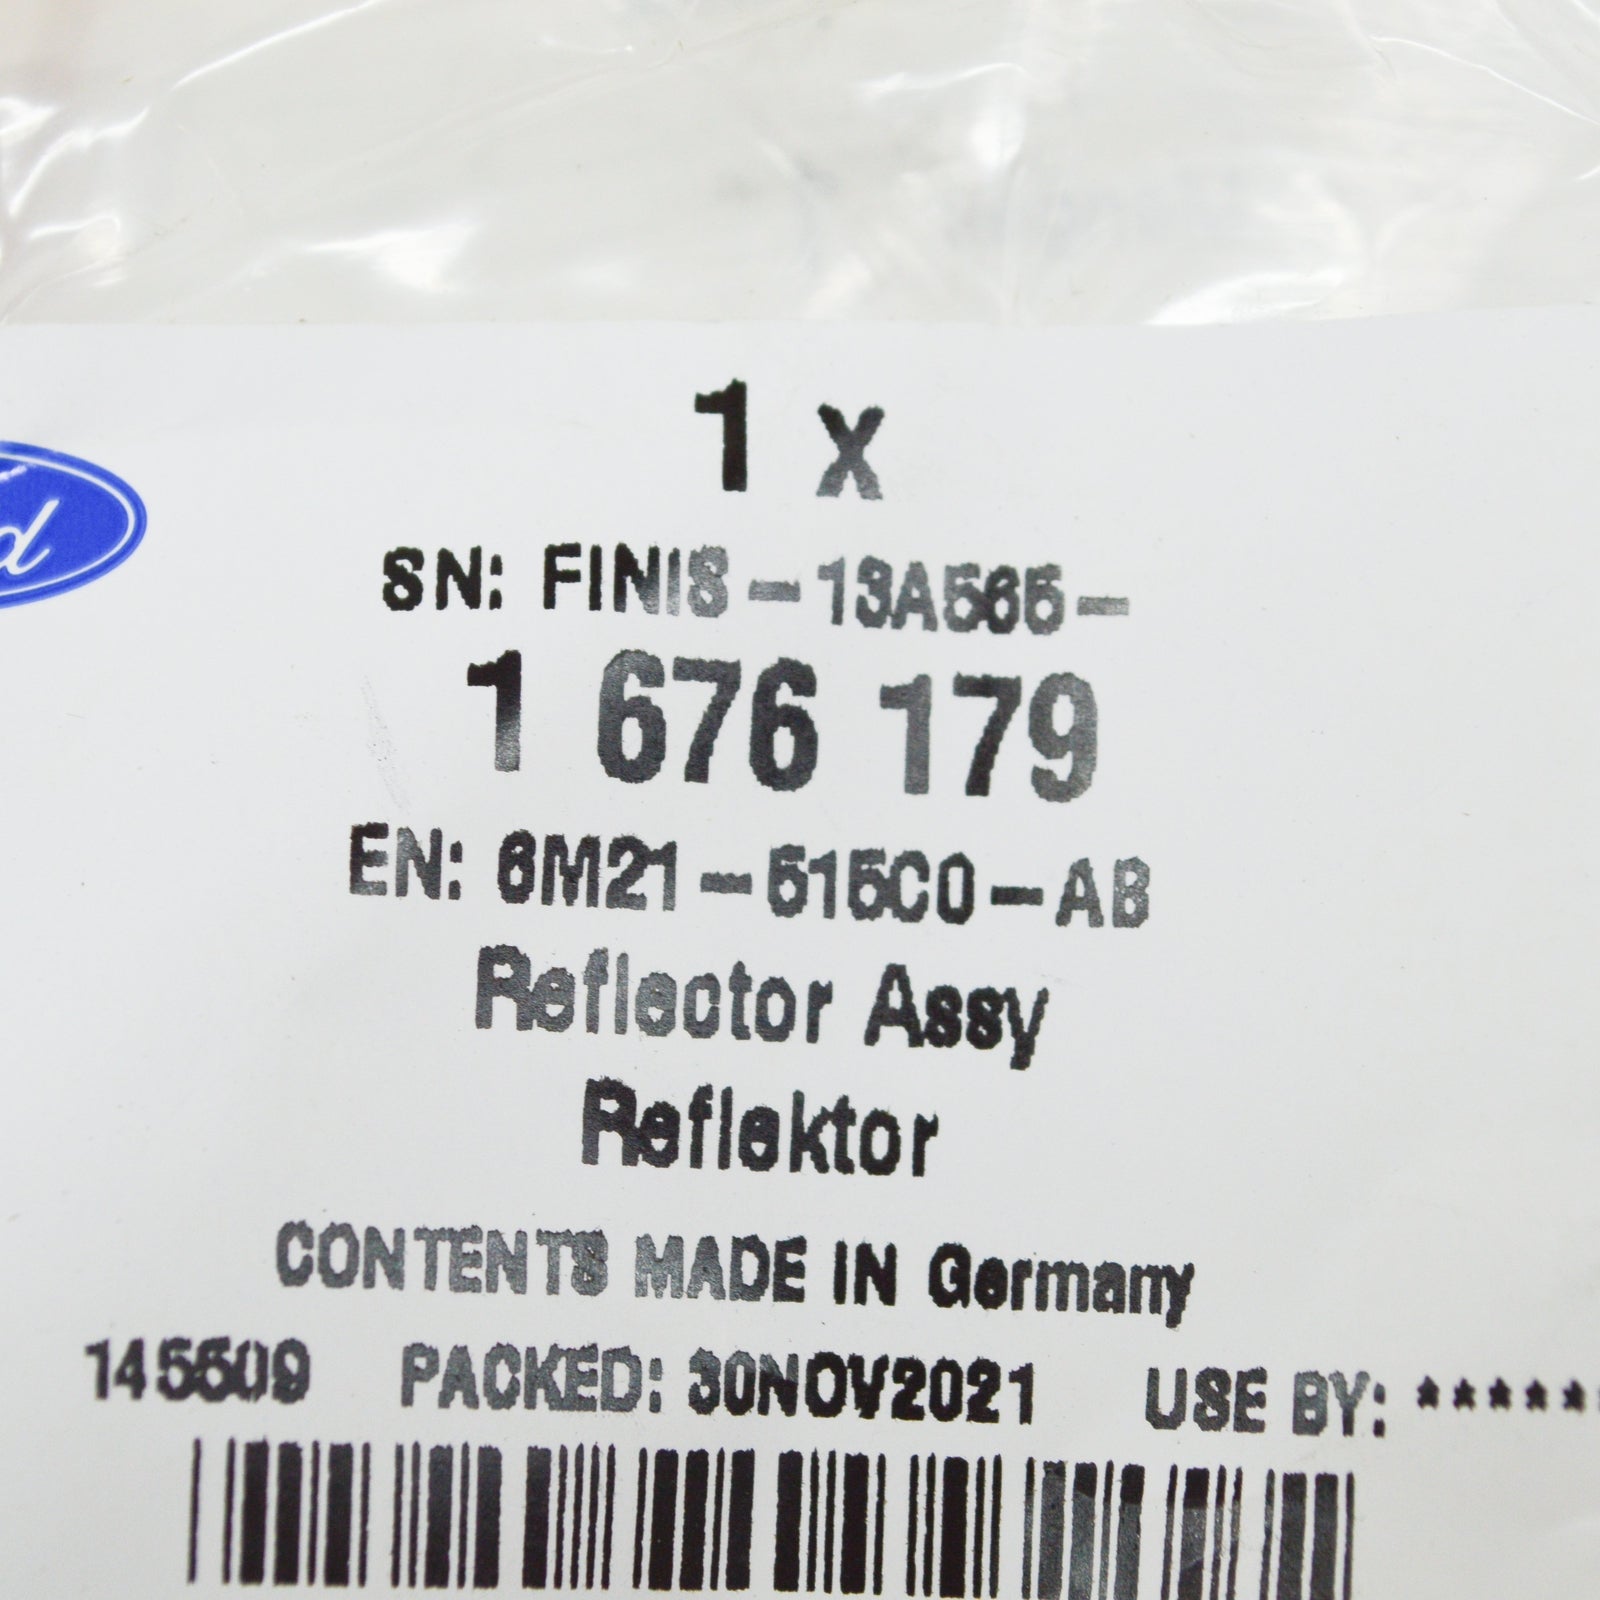 1 x
SN: FINIS-13A565-
1 676 179
EN: 6M21-515C0-AB
Reflector Assy
Reflektor
CONTENTS MADE IN Germany
145509 PACKED: 30NOV2021 USE BY: ******